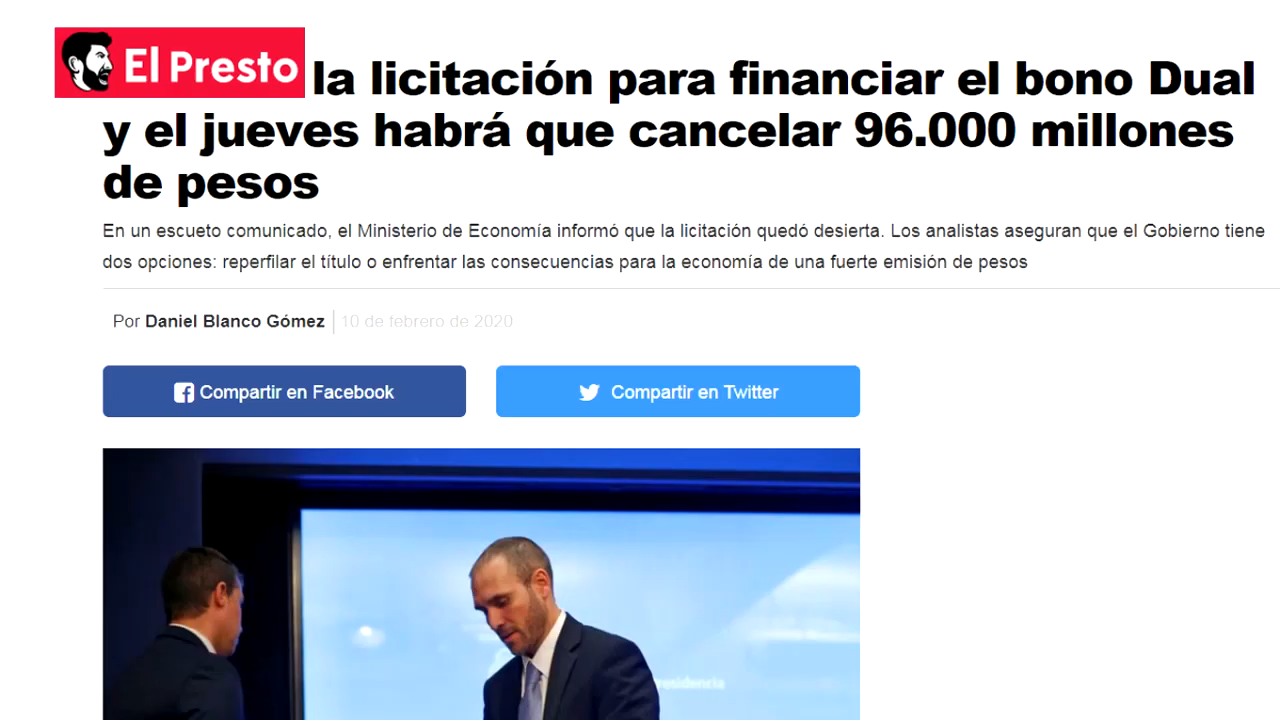 El Presto
la licitación para financiar el bono Dual
y el jueves habrá que cancelar 96.000 millones
de pesos
En un escueto comunicado, el Ministerio de Economía informó que la licitación quedó desierta. Los analistas aseguran que el Gobierno tiene
dos opciones: reperfilar el título o enfrentar las consecuencias para la economía de una fuerte emisión de pesos
Por Daniel Blanco Gómez
10 de febrero de 2020
Compartir en Facebook
Compartir en Twitter
residencia